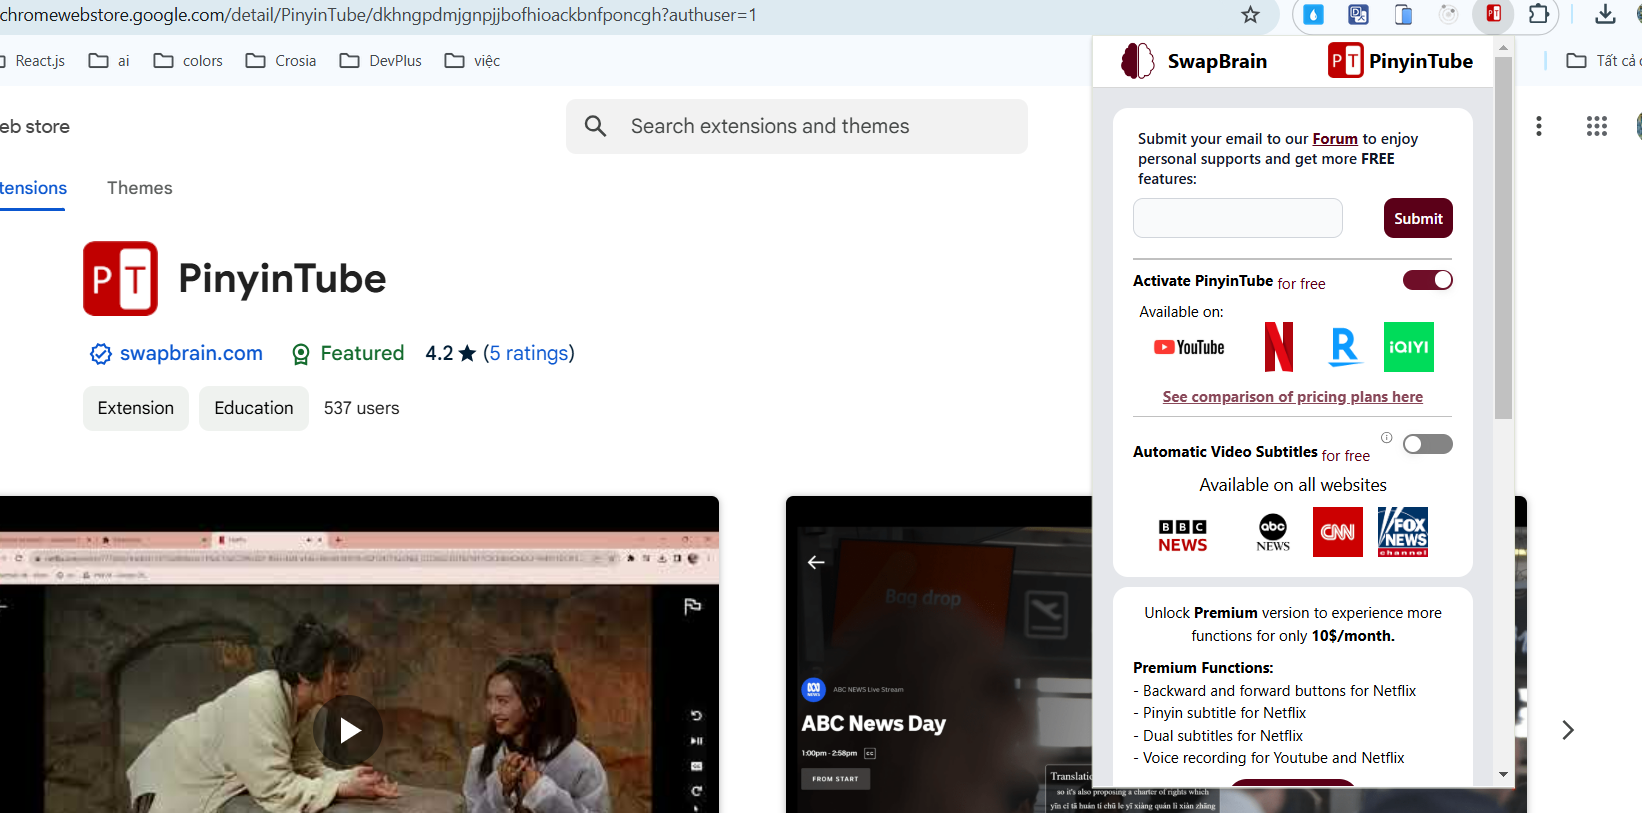 chromewebstore.google.com/detail/PinyinTube/dkhngpdmjgnpjjbofhioackbnfponcgh?authuser=1
React.js
ai
colors
Crosia
DevPlus
việc
Tất cả
eb store
Search extensions and themes
tensions
Themes
PT
PinyinTube
swapbrain.com
Featured
4.2 ★ (5 ratings)
Extension
Education
537 users
Bag drop
ABC NEWS Live Stream
ABC News Day
1:00pm - 2:58pm
CC
FROM START
Translatio
so it's also proposing a charter of rights which
yīn cǐ tā huán tí chū le yī xiàng quán lì xiàn zhāng
SwapBrain
PT
PinyinTube
Submit your email to our Forum to enjoy
personal supports and get more FREE
features:
Submit
Activate PinyinTube for free
Available on:
YouTube
N
R
iQIYI
See comparison of pricing plans here
Automatic Video Subtitles for free
Available on all websites
BBC
NEWS
abc
NEWS
CNN
FOX
NEWS
channel
Unlock Premium version to experience more
functions for only 10$/month.
Premium Functions:
- Backward and forward buttons for Netflix
- Pinyin subtitle for Netflix
- Dual subtitles for Netflix
- Voice recording for Youtube and Netflix